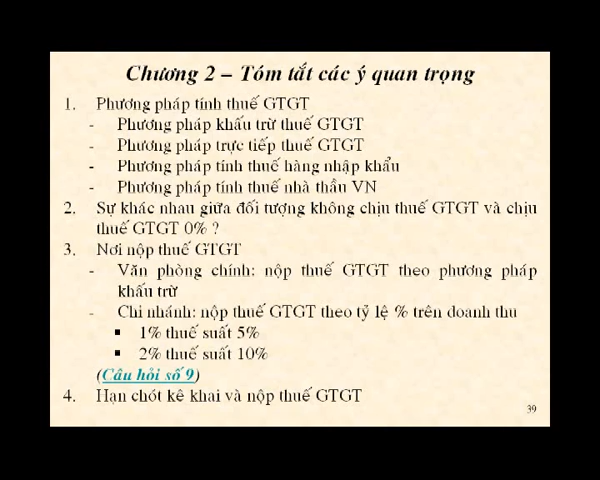 Chương 2 – Tóm tắt các ý quan trọng
1. Phương pháp tính thuế GTGT
- Phương pháp khấu trừ thuế GTGT
- Phương pháp trực tiếp thuế GTGT
- Phương pháp tính thuế hàng nhập khẩu
- Phương pháp tính thuế nhà thầu VN
2. Sự khác nhau giữa đối tượng không chịu thuế GTGT và chịu
thuế GTGT 0% ?
3. Nơi nộp thuế GTGT
- Văn phòng chính: nộp thuế GTGT theo phương pháp
khấu trừ
- Chi nhánh: nộp thuế GTGT theo tỷ lệ % trên doanh thu
▪ 1% thuế suất 5%
▪ 2% thuế suất 10%
(Câu hỏi số 9)
4. Hạn chót kê khai và nộp thuế GTGT
39